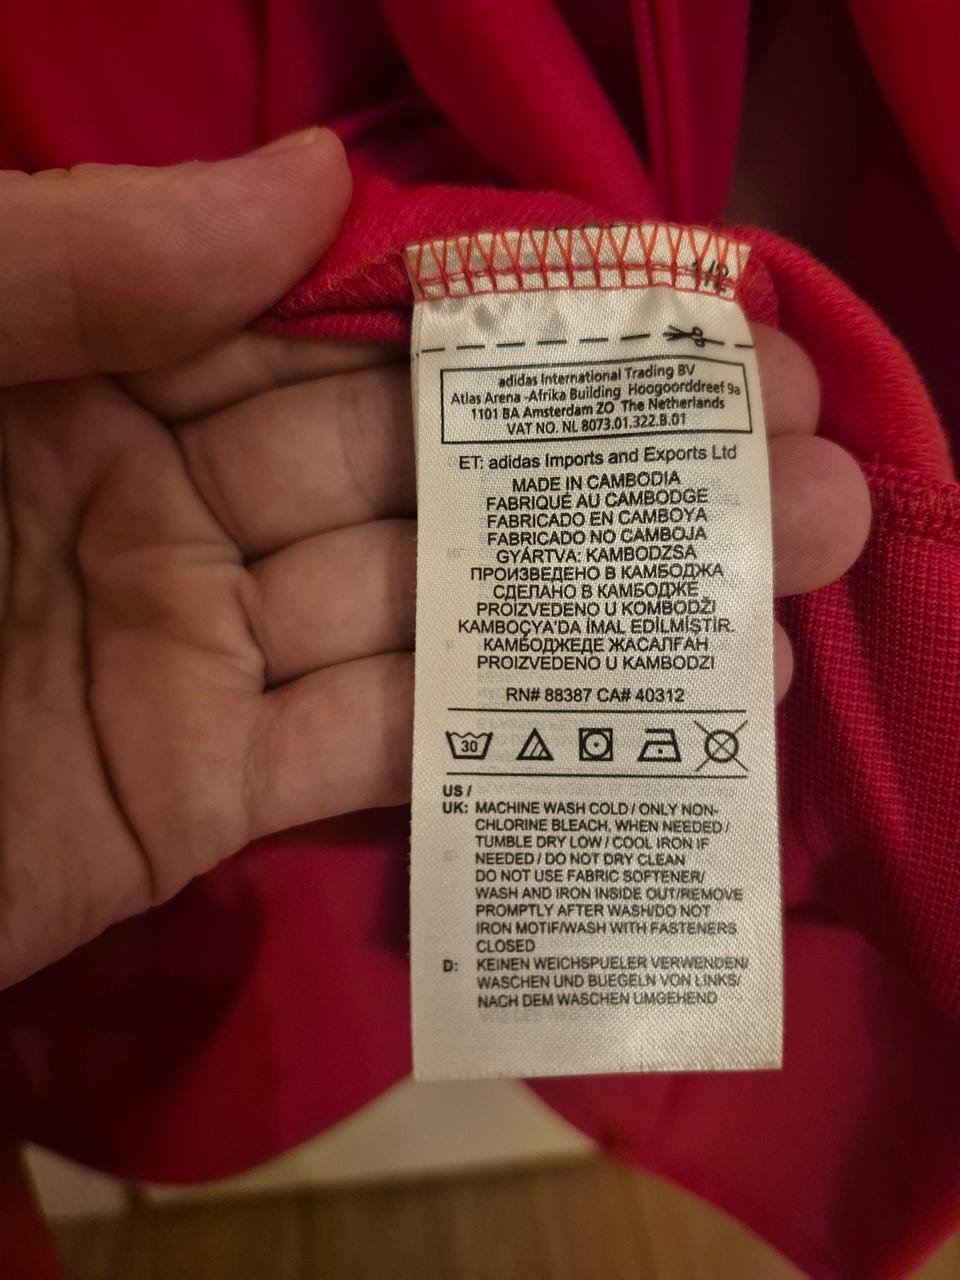 adidas International Trading BV
Atlas Arena -Afrika Building Hoogoorddreef 9a
1101 BA Amsterdam ZO The Netherlands
VAT NO. NL 8073.01.322.B.01
ET: adidas Imports and Exports Ltd
MADE IN CAMBODIA
FABRIQUÉ AU CAMBODGE
FABRICADO EN CAMBOYA
FABRICADO NO CAMBOJA
GYÁRTVA: KAMBODZSA
ПРОИЗВЕДЕНО В КАМБОДЖА
СДЕЛАНО В КАМБОДЖЕ
PROIZVEDENO U KOMBODŽI
KAMBOÇYA'DA İMAL EDİLMİŞTİR.
КАМБОДЖЕДЕ ЖАСАЛҒАН
PROIZVEDENO U KAMBODZI
RN# 88387 CA# 40312
30
US /
UK: MACHINE WASH COLD / ONLY NON-
CHLORINE BLEACH, WHEN NEEDED /
TUMBLE DRY LOW / COOL IRON IF
NEEDED / DO NOT DRY CLEAN
DO NOT USE FABRIC SOFTENER/
WASH AND IRON INSIDE OUT/REMOVE
PROMPTLY AFTER WASH/DO NOT
IRON MOTIF/WASH WITH FASTENERS
CLOSED
D: KEINEN WEICHSPUELER VERWENDEN/
WASCHEN UND BUEGELN VON LINKS/
NACH DEM WASCHEN UMGEHEND